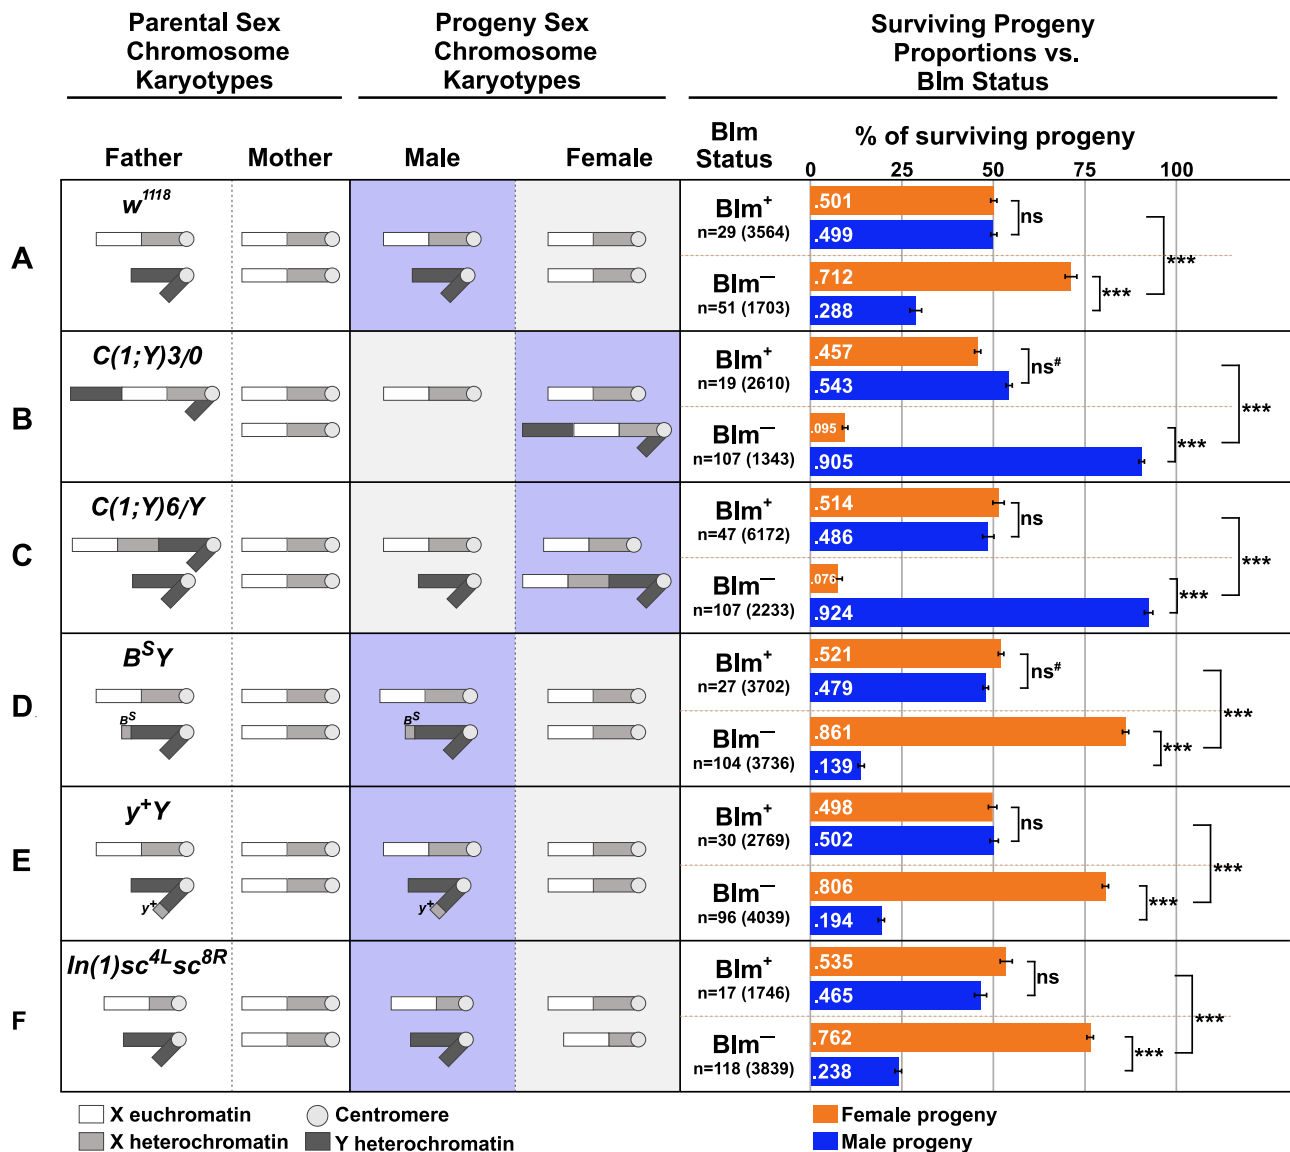 Parental Sex Chromosome Karyotypes
Progeny Sex Chromosome Karyotypes
Surviving Progeny Proportions vs. Blm Status
Father
Mother
Male
Female
Blm Status
% of surviving progeny
0 25 50 75 100
A
w1118
Blm+
n=29 (3564)
.501
.499
ns
Blm—
n=51 (1703)
.712
.288
***
***
B
C(1;Y)3/0
Blm+
n=19 (2610)
.457
.543
ns#
Blm—
n=107 (1343)
.095
.905
***
***
C
C(1;Y)6/Y
Blm+
n=47 (6172)
.514
.486
ns
Blm—
n=107 (2233)
.076
.924
***
***
D
BSY
BS
BS
Blm+
n=27 (3702)
.521
.479
ns#
Blm—
n=104 (3736)
.861
.139
***
***
E
y+Y
y+
y+
Blm+
n=30 (2769)
.498
.502
ns
Blm—
n=96 (4039)
.806
.194
***
***
F
In(1)sc4Lsc8R
Blm+
n=17 (1746)
.535
.465
ns
Blm—
n=118 (3839)
.762
.238
***
***
X euchromatin
Centromere
Female progeny
X heterochromatin
Y heterochromatin
Male progeny